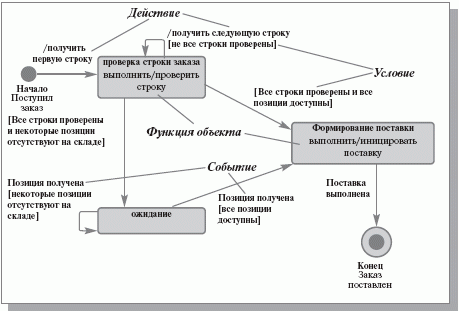 Действие
/получить
первую строку
/получить следующую строку
[не все строки проверены]
проверка строки заказа
выполнить/проверить
строку
Условие
Начало
Поступил
заказ
[Все строки проверены и все
позиции доступны]
[Все строки проверены
и некоторые позиции
отсутствуют на складе]
Функция объекта
Формирование поставки
выполнить/инициировать
поставку
Событие
Позиция получена
[некоторые позиции
отсутствуют на
складе]
Позиция получена
[все позиции
доступны]
Поставка
выполнена
ожидание
Конец
Заказ
поставлен